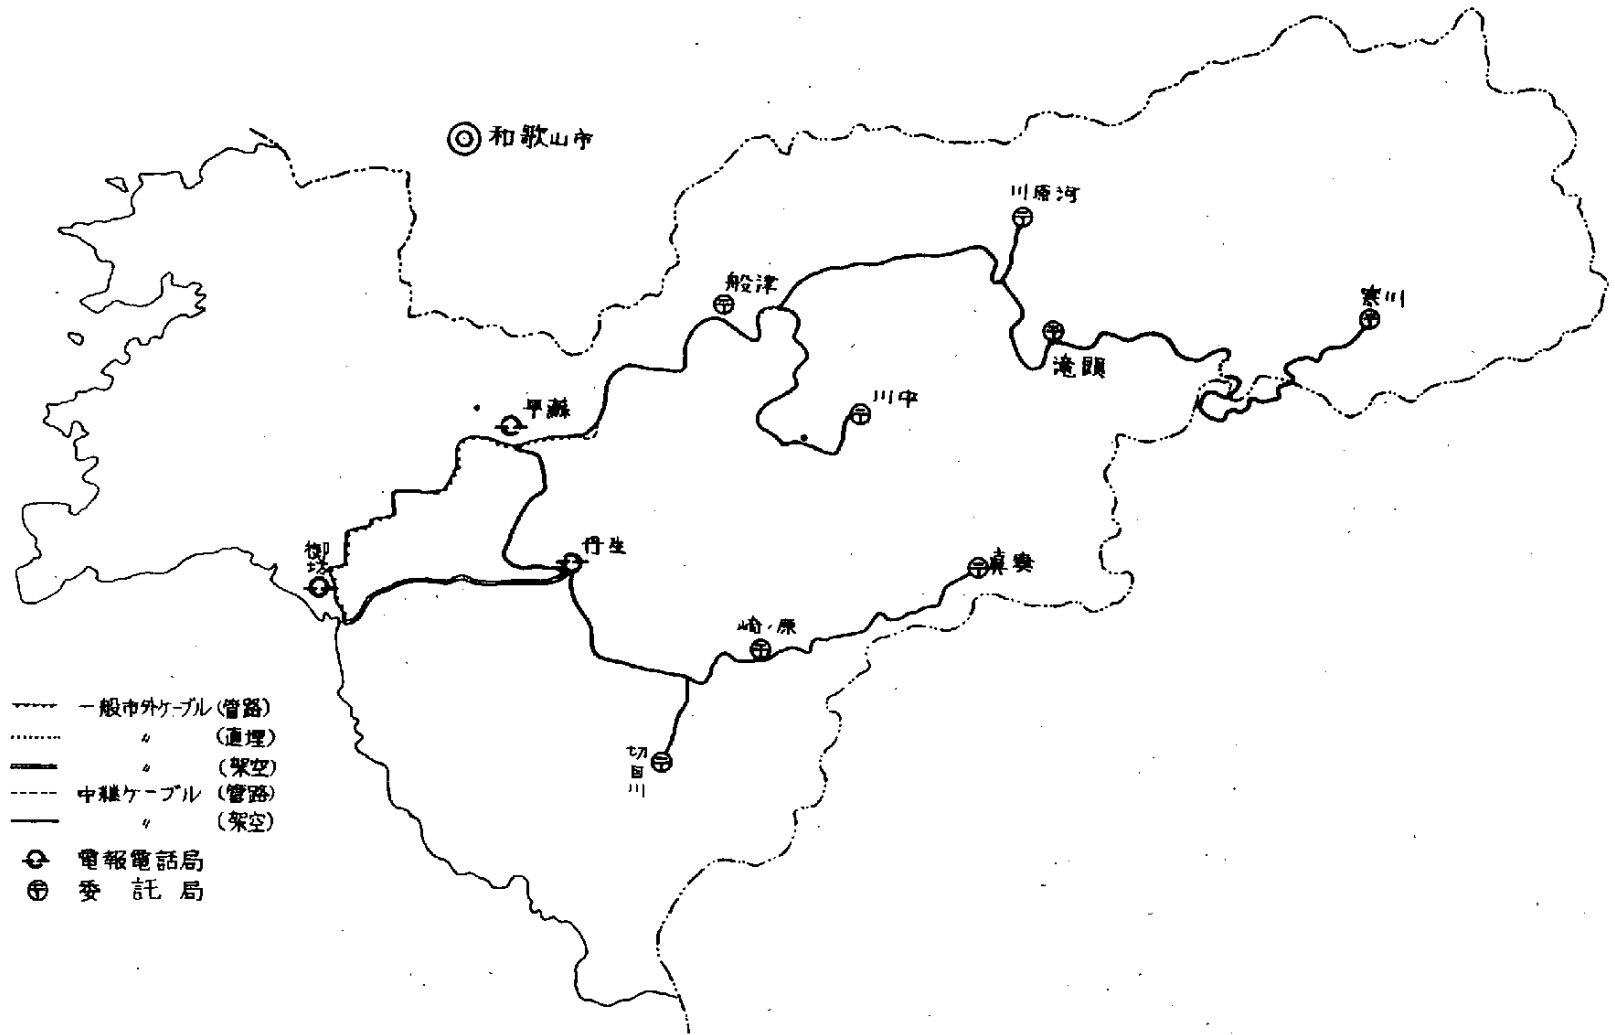 和歌山市
川原河
船津
寒川
滝頭
平瀬
川中
御坊
丹生
真妻
崎ノ原
切目川
一般市外ケーブル(管路)
〃 (直埋)
〃 (架空)
中継ケーブル (管路)
〃 (架空)
電報電話局
委託局